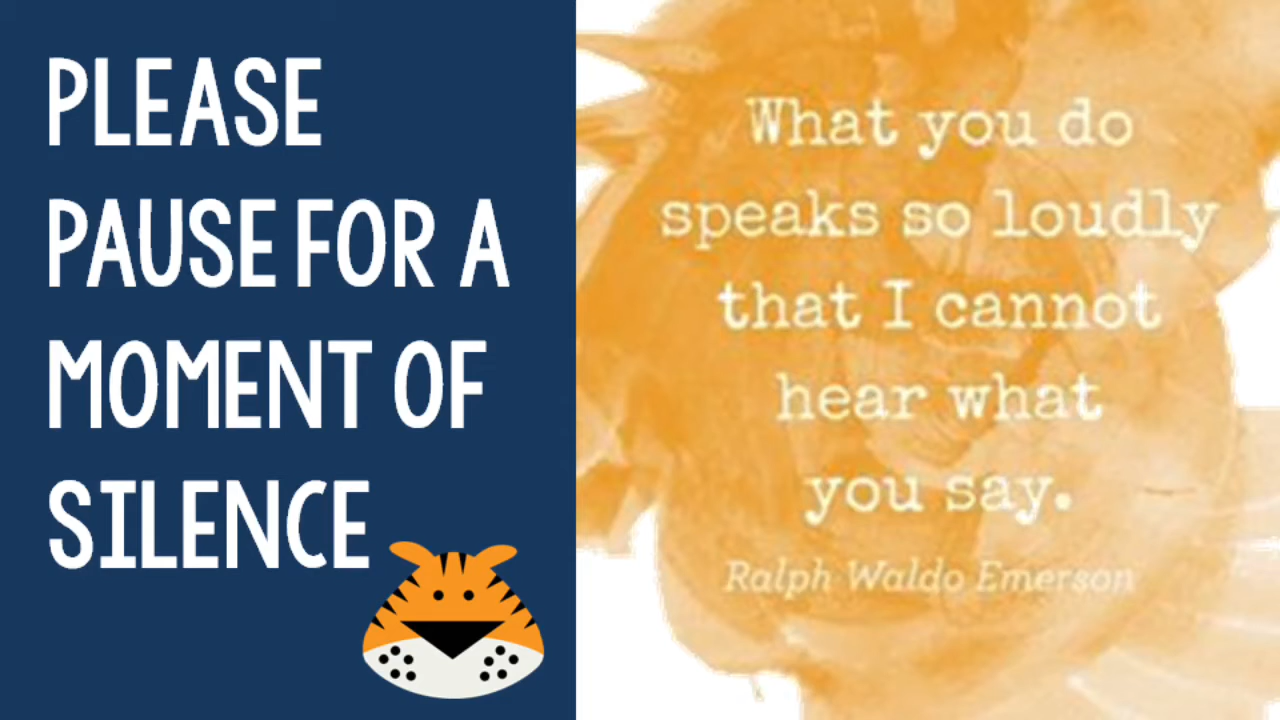 PLEASE
PAUSE FOR A
MOMENT OF
SILENCE
What you do
speaks so loudly
that I cannot
hear what
you say.
Ralph Waldo Emerson